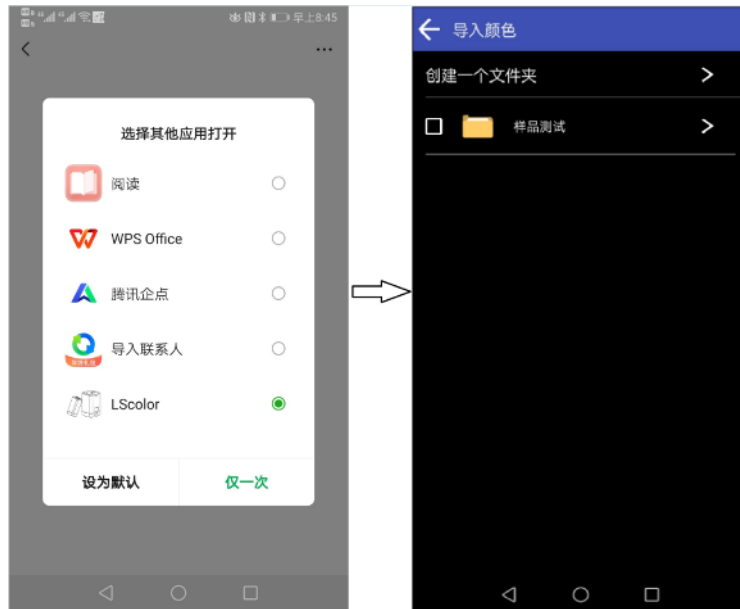 早上8:45
选择其他应用打开
阅读
WPS Office
腾讯企点
导入联系人
LScolor
设为默认
仅一次
导入颜色
创建一个文件夹
样品测试